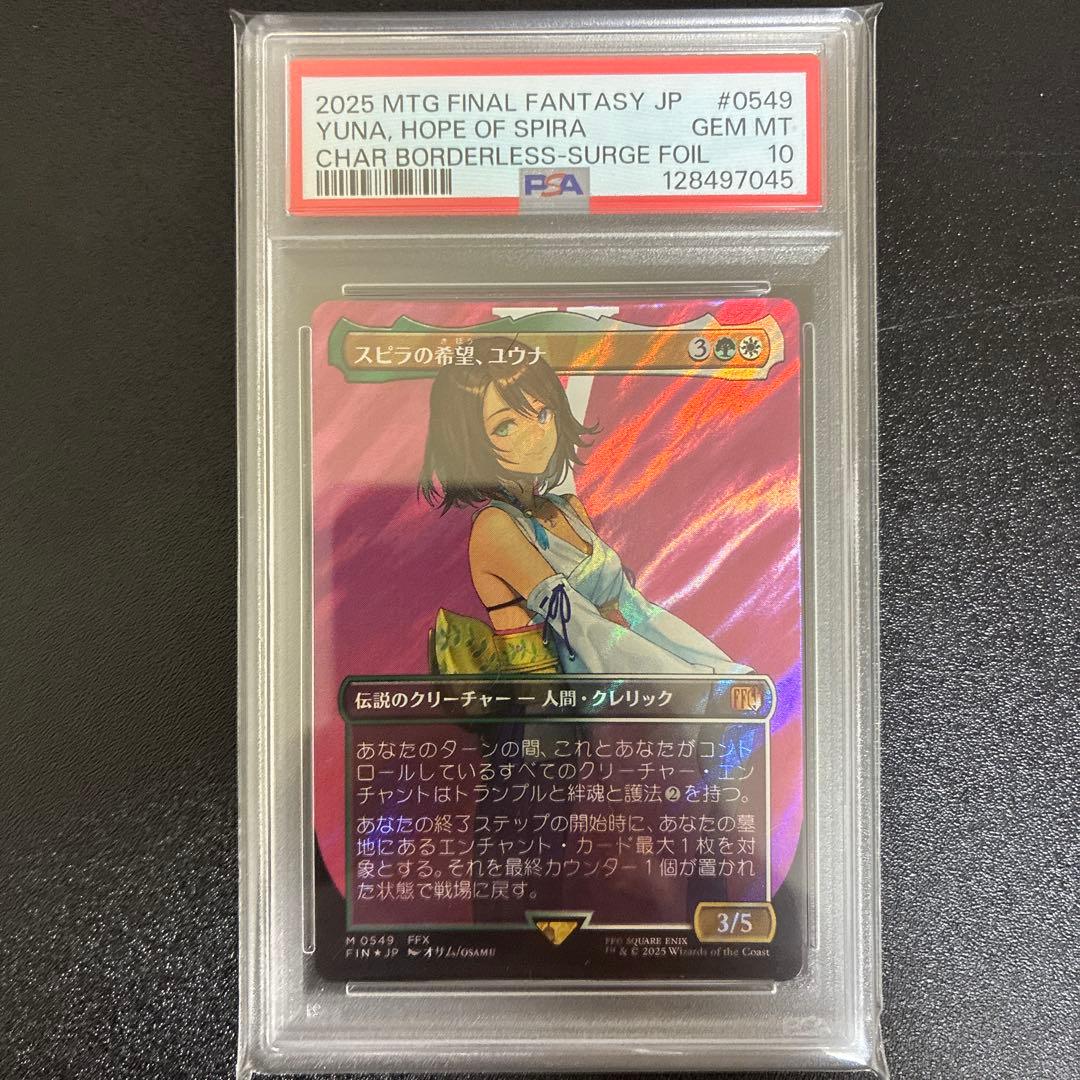 2025 MTG FINAL FANTASY JP #0549
YUNA, HOPE OF SPIRA GEM MT
CHAR BORDERLESS-SURGE FOIL 10
PSA 128497045
きぼう
スピラの希望、ユウナ 3
伝説のクリーチャー ― 人間・クレリック
あなたのターンの間、これとあなたがコント
ロールしているすべてのクリーチャー・エン
チャントはトランプルと絆魂と護法2を持つ。
あなたの終了ステップの開始時に、あなたの墓
地にあるエンチャント・カード最大1枚を対
象とする。それを最終カウンター1個が置かれ
た状態で戦場に戻す。
3/5
M 0549 FFX
FIN★JP オサム/OSAMU
FFX SQUARE ENIX
TM & © 2025 Wizards of the Coast